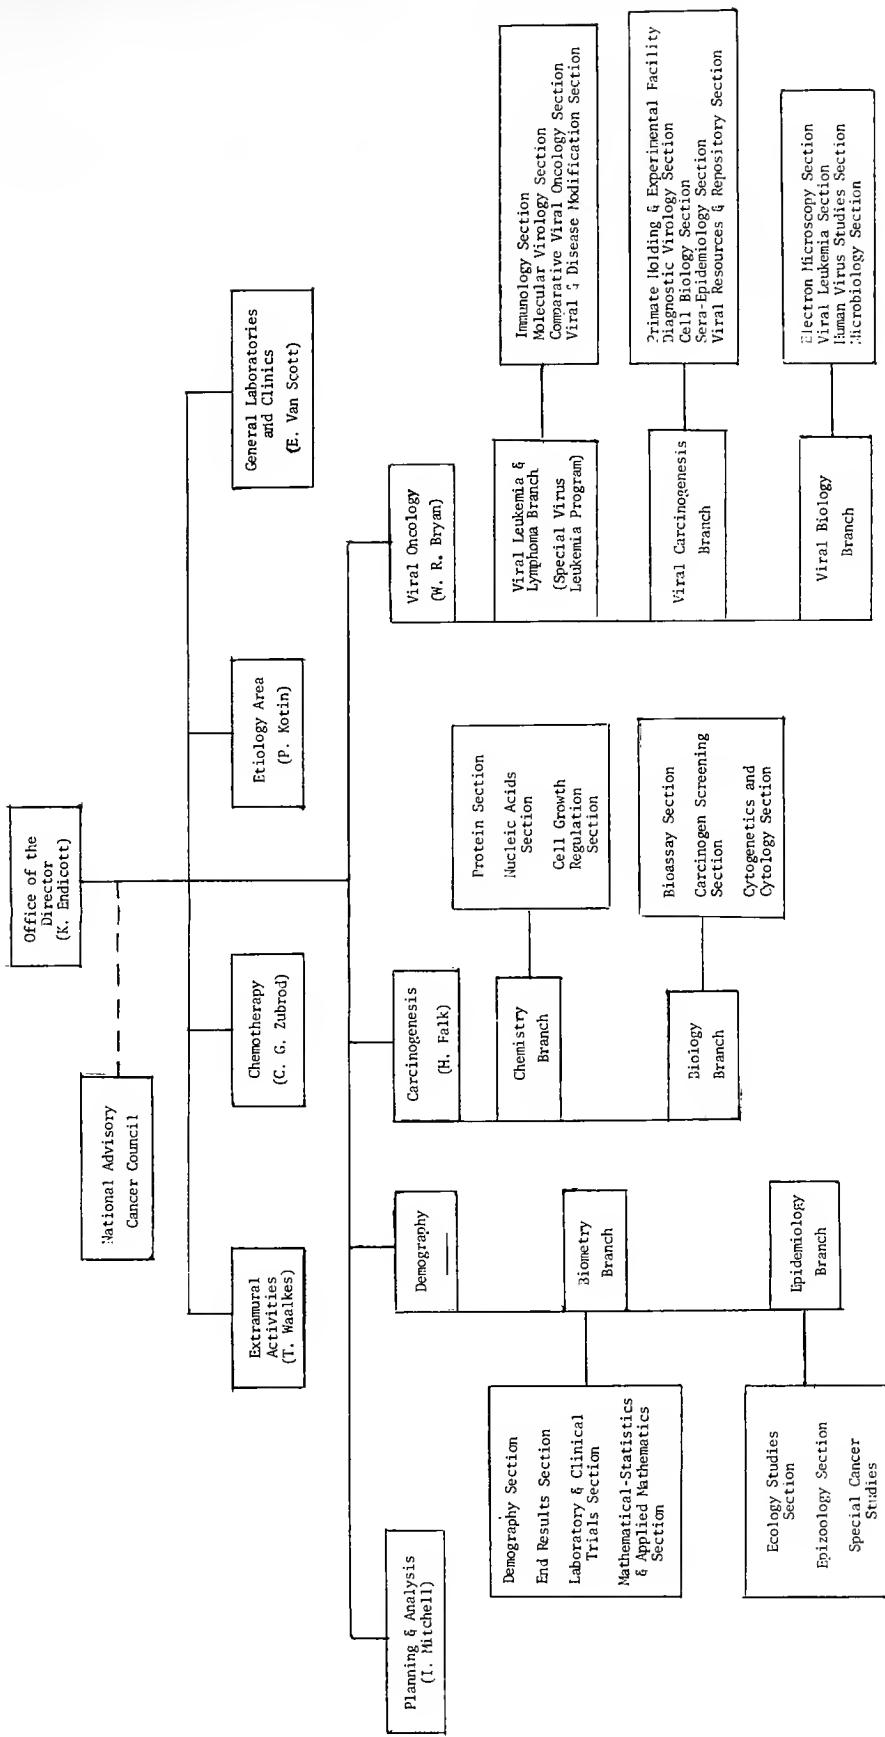 Office of the
Director
(K. Endicott)
National Advisory
Cancer Council
Extramural
Activities
(T. Waalkes)
Chemotherapy
(C. G. Zubrod)
Etiology Area
(P. Kotin)
General Laboratories
and Clinics
(E. Van Scott)
Planning & Analysis
(I. Mitchell)
Demography
Carcinogenesis
(H. Falk)
Viral Oncology
(W. R. Bryan)
Demography Section
End Results Section
Laboratory & Clinical
Trials Section
Mathematical-Statistics
& Applied Mathematics
Section
Biometry
Branch
Ecology Studies
Section
Epizoology Section
Special Cancer
Studies
Epidemiology
Branch
Chemistry
Branch
Protein Section
Nucleic Acids
Section
Cell Growth
Regulation
Section
Biology
Branch
Bioassay Section
Carcinogen Screening
Section
Cytogenetics and
Cytology Section
Viral Leukemia &
Lymphoma Branch
(Special Virus
Leukemia Program)
Immunology Section
Molecular Virology Section
Comparative Viral Oncology Section
Viral & Disease Modification Section
Viral Carcinogenesis
Branch
Primate Holding & Experimental Facility
Diagnostic Virology Section
Cell Biology Section
Sera-Epidemiology Section
Viral Resources & Repository Section
Viral Biology
Branch
Electron Microscopy Section
Viral Leukemia Section
Human Virus Studies Section
Microbiology Section